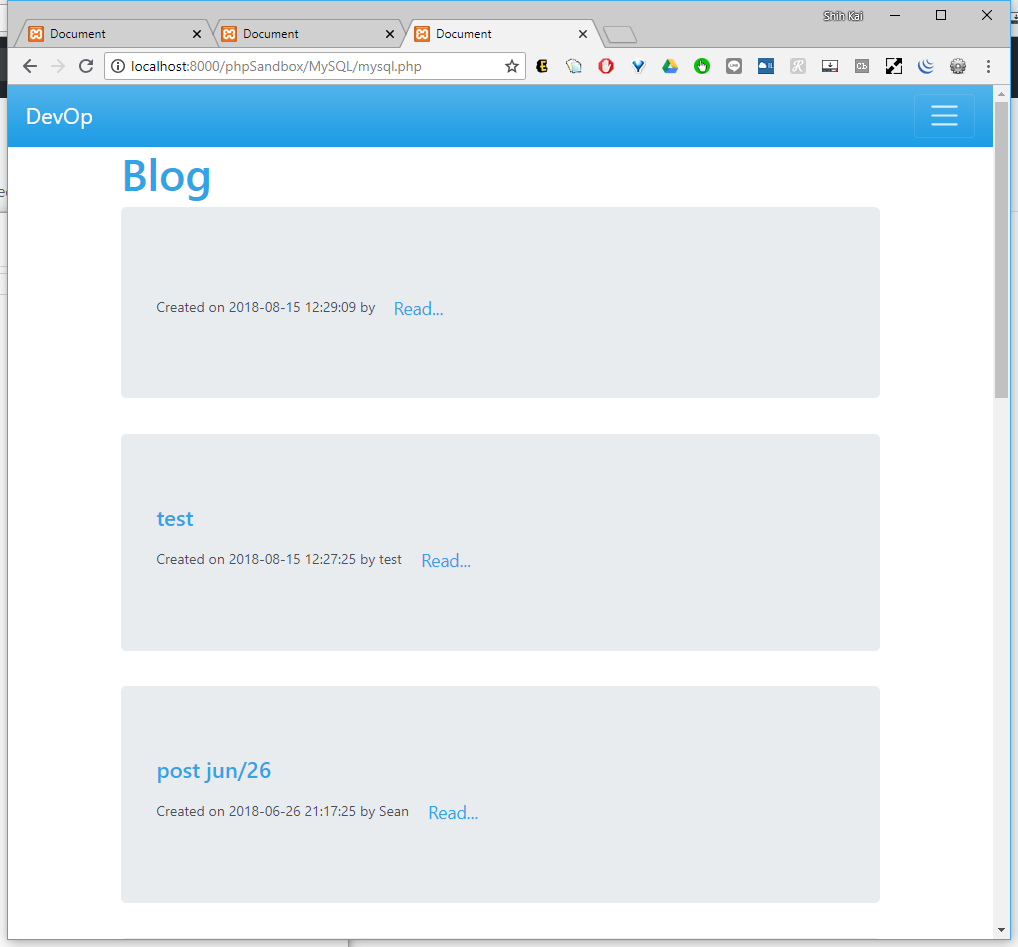 Shih Kai
Document Document Document
localhost:8000/phpSandbox/MySQL/mysql.php
DevOp
Blog
Created on 2018-08-15 12:29:09 by Read...
test
Created on 2018-08-15 12:27:25 by test Read...
post jun/26
Created on 2018-06-26 21:17:25 by Sean Read...